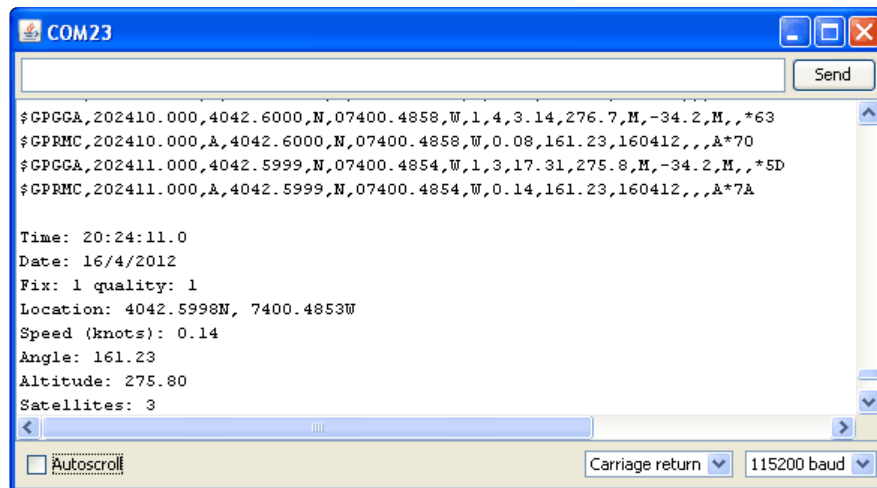 COM23
Send
$GPGGA,202410.000,4042.6000,N,07400.4858,W,1,4,3.14,276.7,M,-34.2,M,,*63
$GPRMC,202410.000,A,4042.6000,N,07400.4858,W,0.08,161.23,160412,,,A*70
$GPGGA,202411.000,4042.5999,N,07400.4854,W,1,3,17.31,275.8,M,-34.2,M,,*5D
$GPRMC,202411.000,A,4042.5999,N,07400.4854,W,0.14,161.23,160412,,,A*7A
Time: 20:24:11.0
Date: 16/4/2012
Fix: 1 quality: 1
Location: 4042.5998N, 7400.4853W
Speed (knots): 0.14
Angle: 161.23
Altitude: 275.80
Satellites: 3
Autoscroll Carriage return 115200 baud